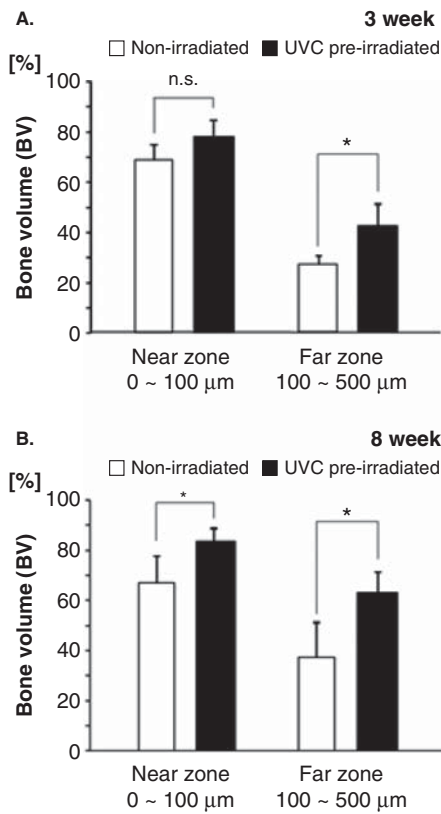 A. 3 week
[%] Non-irradiated UVC pre-irradiated
100
80
60
40
20
0
Bone volume (BV)
n.s.
*
Near zone Far zone
0 ~ 100 μm 100 ~ 500 μm
B. 8 week
Non-irradiated UVC pre-irradiated
[%]
100
80
60
40
20
0
Bone volume (BV)
*
*
Near zone Far zone
0 ~ 100 μm 100 ~ 500 μm